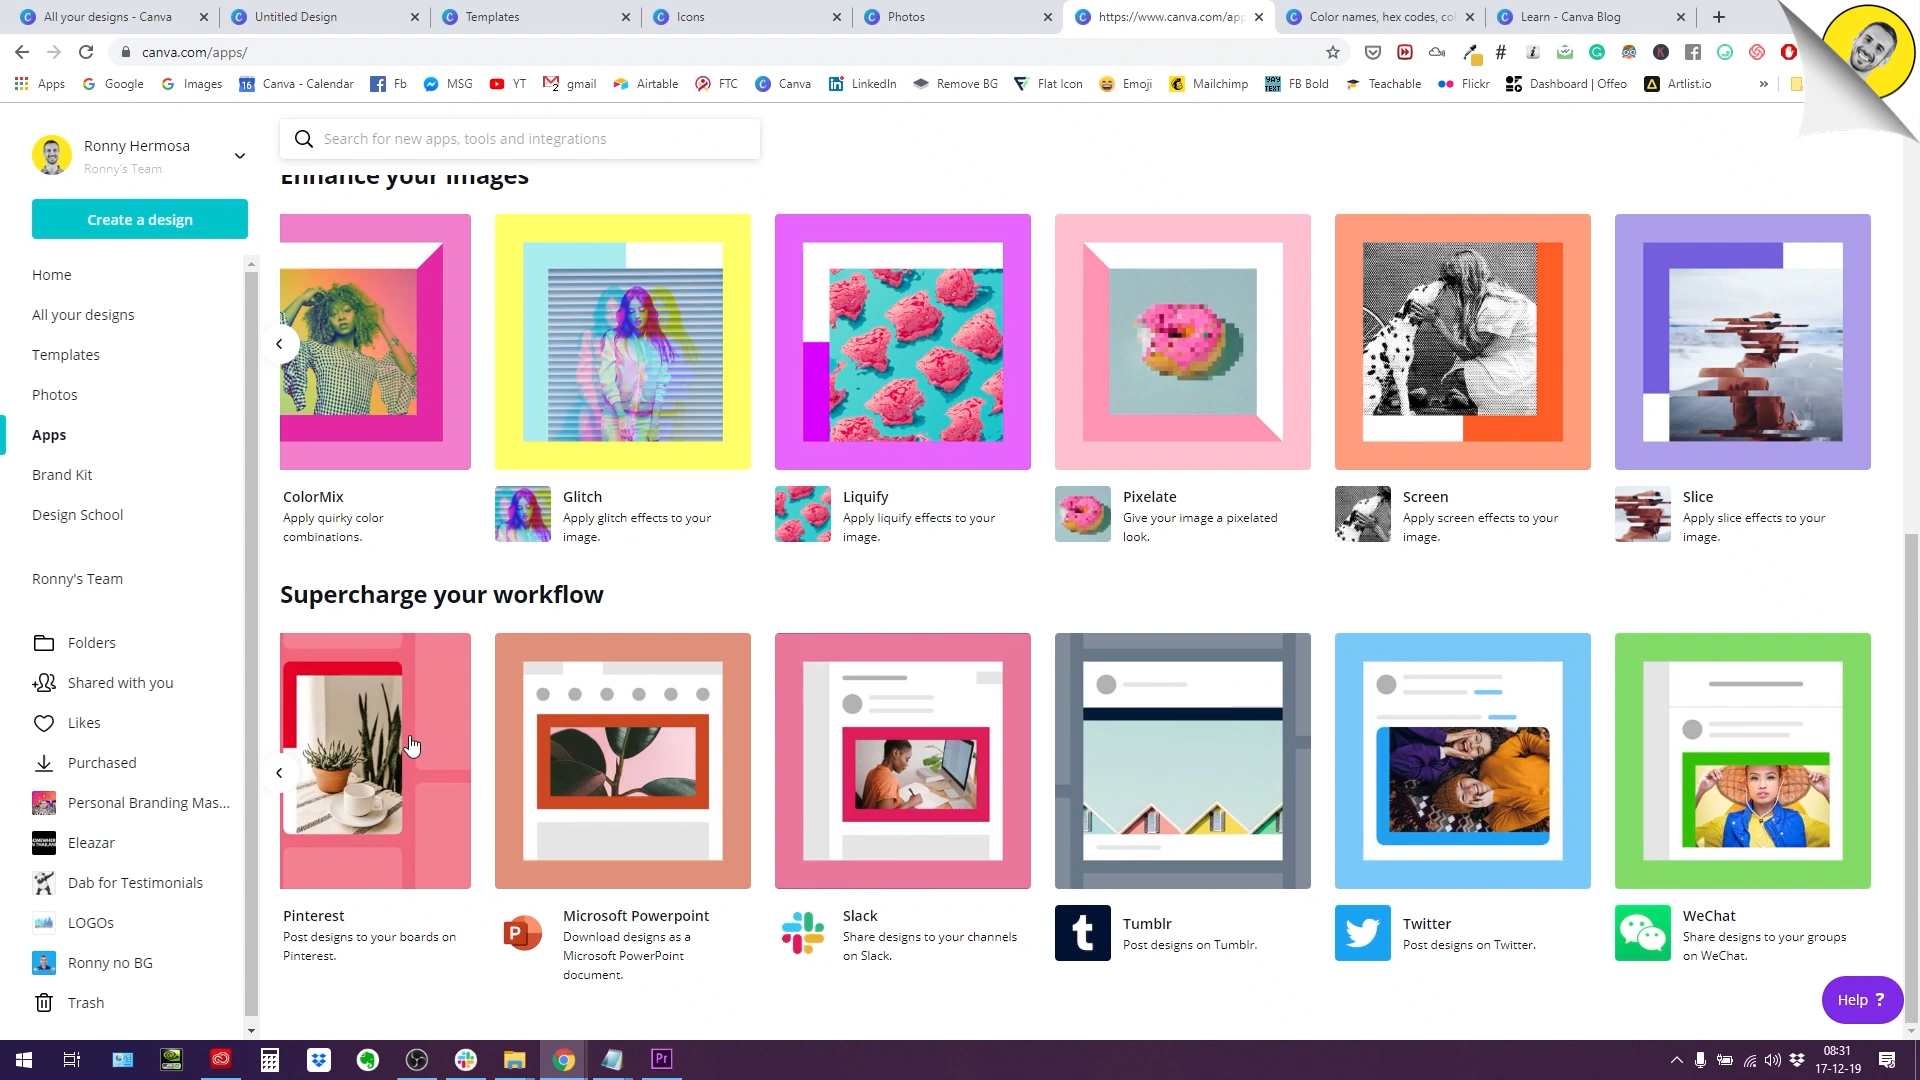 All your designs - Canva
Untitled Design
Templates
Icons
Photos
https://www.canva.com/app
Color names, hex codes, co
Learn - Canva Blog
canva.com/apps/
Apps
Google
Images
16
Canva - Calendar
Fb
MSG
YT
2
gmail
Airtable
FTC
Canva
LinkedIn
Remove BG
Flat Icon
Emoji
Mailchimp
YAY TEXT
FB Bold
Teachable
Flickr
Dashboard | Offeo
Artlist.io
Ronny Hermosa
Ronny's Team
Search for new apps, tools and integrations
Create a design
Home
All your designs
Templates
Photos
Apps
Brand Kit
Design School
Ronny's Team
Folders
Shared with you
Likes
Purchased
Personal Branding Mas...
Eleazar
Dab for Testimonials
LOGOs
Ronny no BG
Trash
Enhance your images
ColorMix
Apply quirky color
combinations.
Glitch
Apply glitch effects to your
image.
Liquify
Apply liquify effects to your
image.
Pixelate
Give your image a pixelated
look.
Screen
Apply screen effects to your
image.
Slice
Apply slice effects to your
image.
Supercharge your workflow
Pinterest
Post designs to your boards on
Pinterest.
P
Microsoft Powerpoint
Download designs as a
Microsoft PowerPoint
document.
Slack
Share designs to your channels
on Slack.
t
Tumblr
Post designs on Tumblr.
Twitter
Post designs on Twitter.
WeChat
Share designs to your groups
on WeChat.
Help ?
Pr
08:31
17-12-19